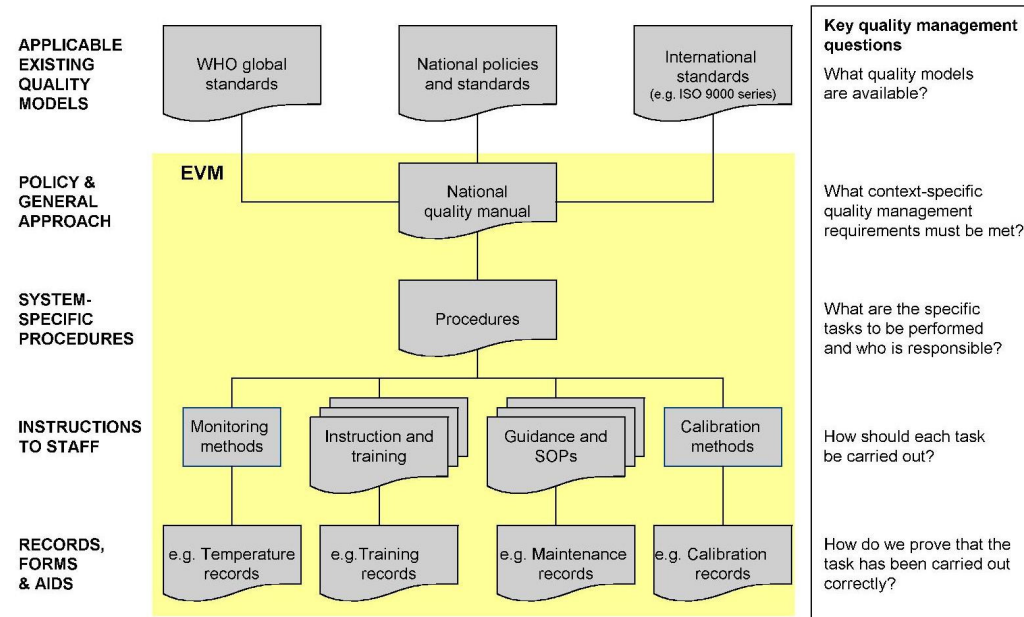 APPLICABLE
EXISTING
QUALITY
MODELS
WHO global
standards
National policies
and standards
International
standards
(e.g. ISO 9000 series)
Key quality management
questions
What quality models
are available?
EVM
POLICY &
GENERAL
APPROACH
National
quality manual
What context-specific
quality management
requirements must be met?
SYSTEM-
SPECIFIC
PROCEDURES
Procedures
What are the specific
tasks to be performed
and who is responsible?
INSTRUCTIONS
TO STAFF
Monitoring
methods
Instruction and
training
Guidance and
SOPs
Calibration
methods
How should each task
be carried out?
RECORDS,
FORMS
& AIDS
e.g. Temperature
records
e.g.Training
records
e.g. Maintenance
records
e.g. Calibration
records
How do we prove that the
task has been carried out
correctly?